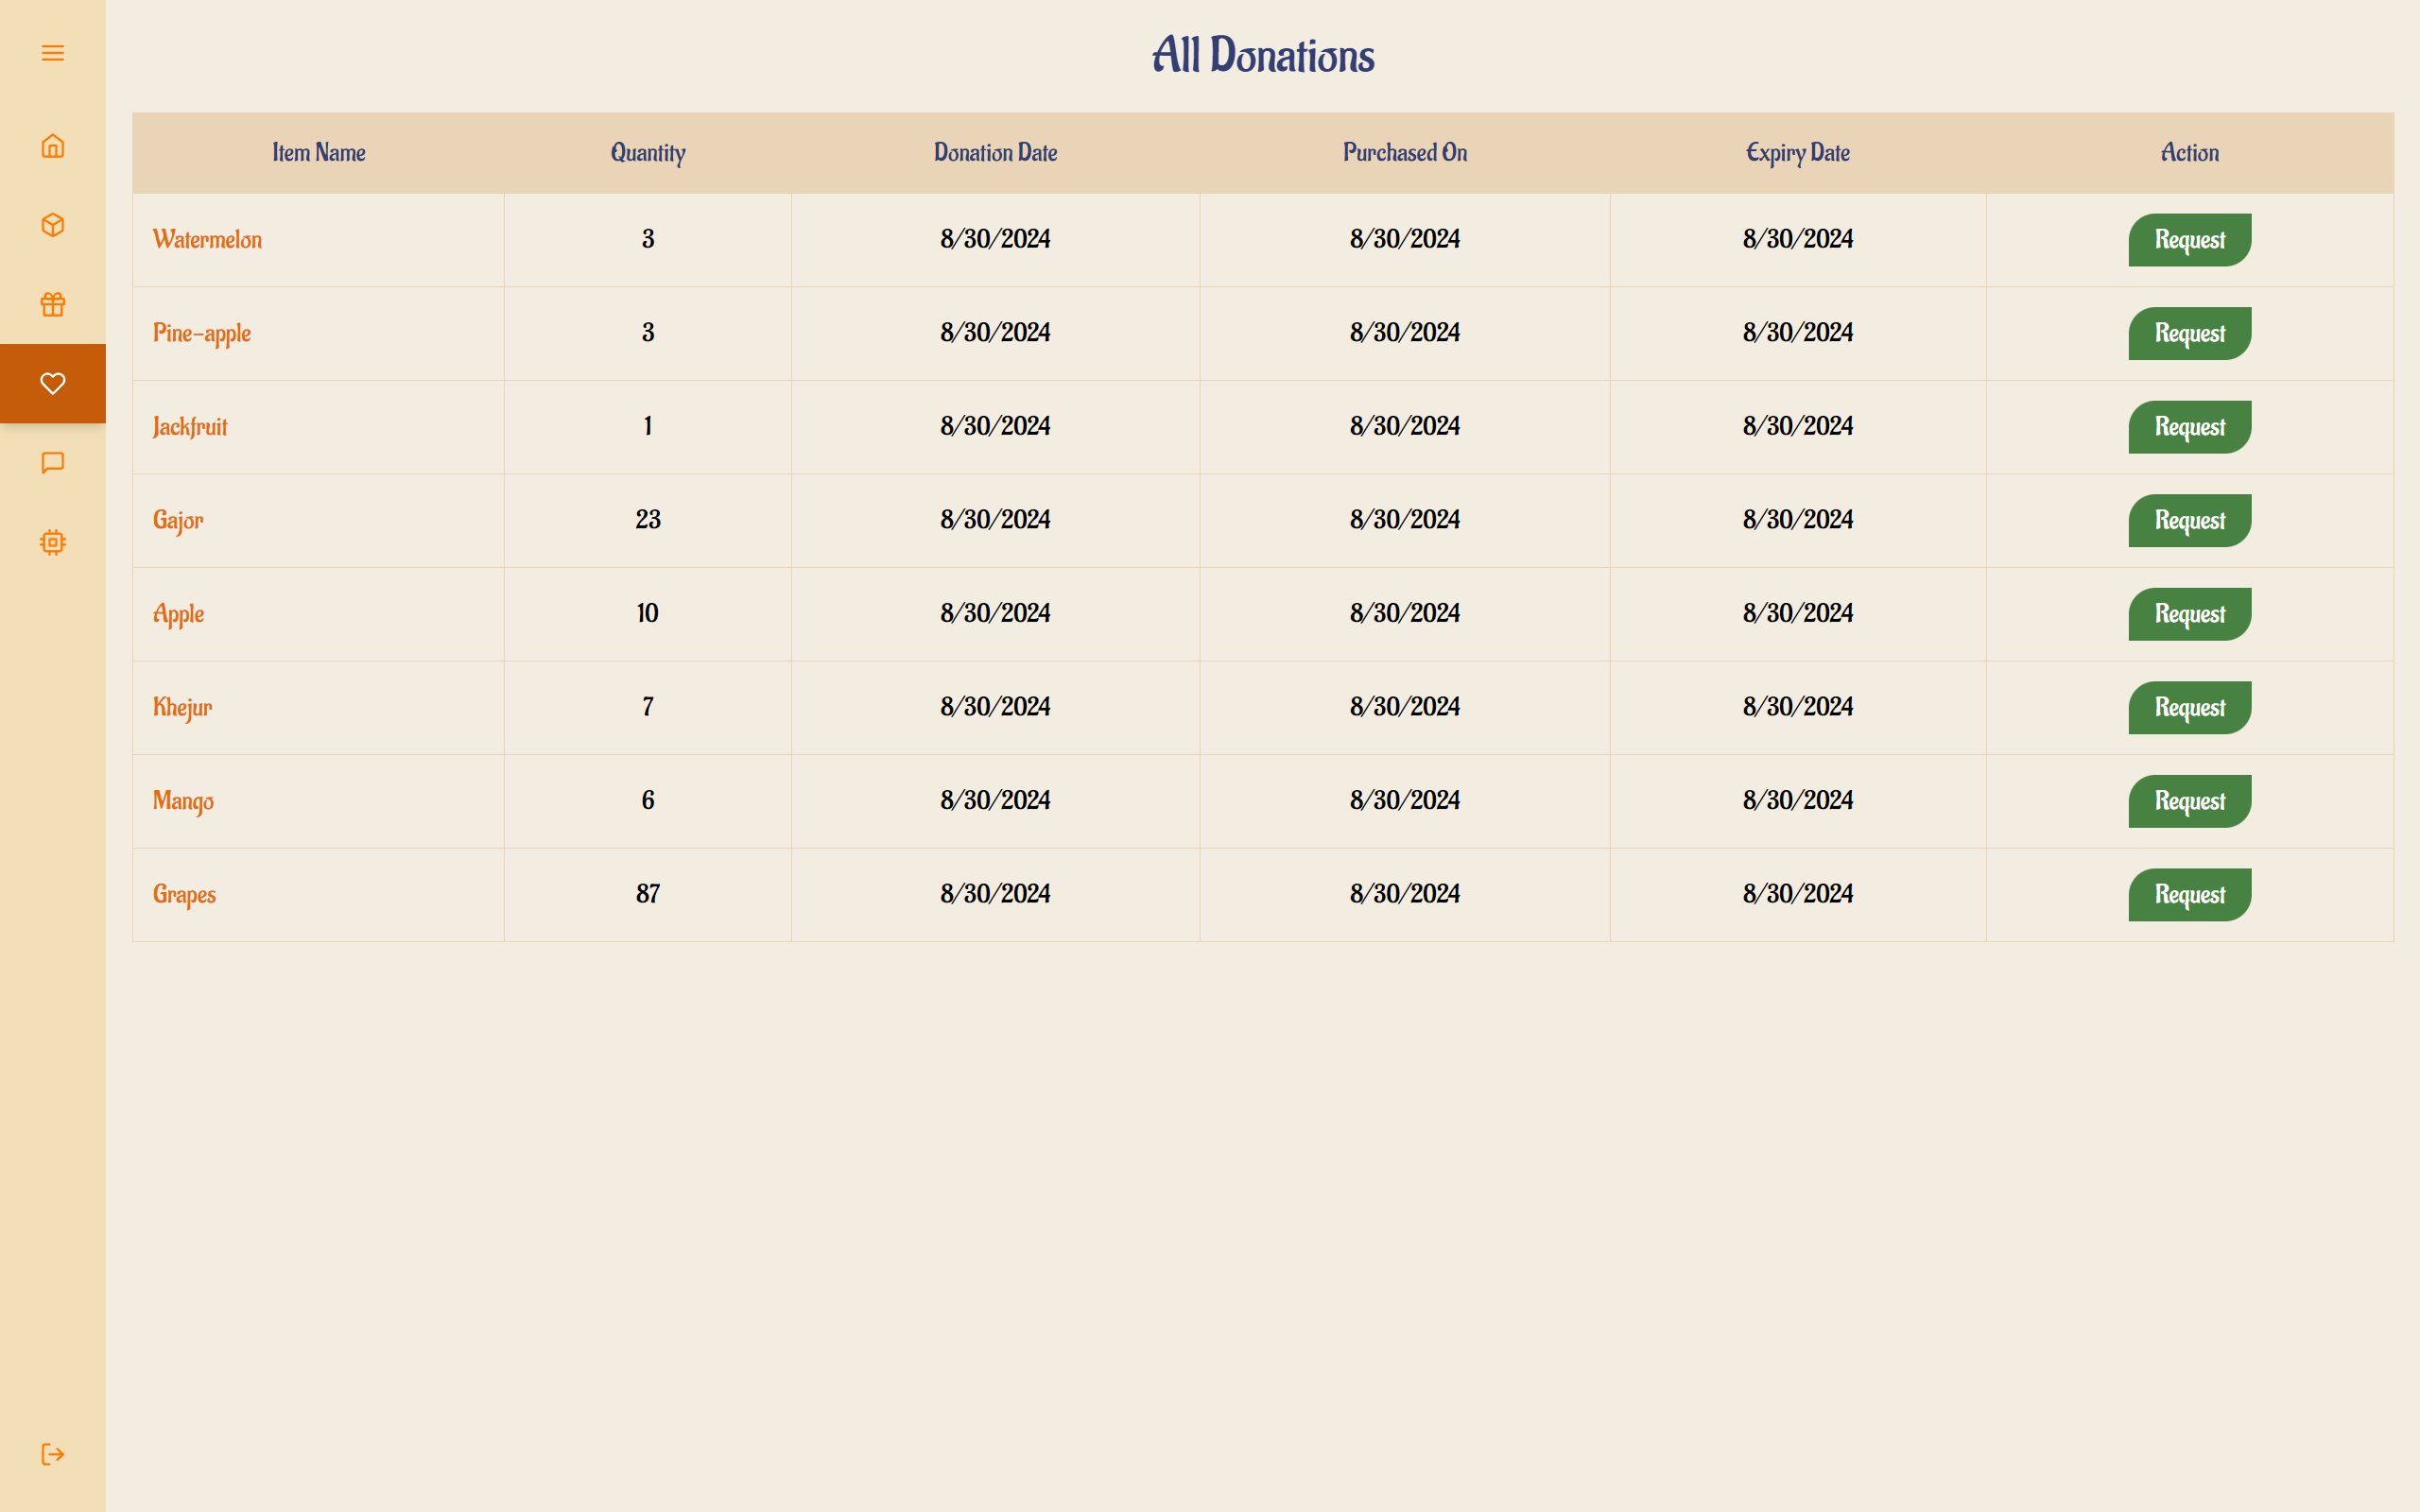 All Donations
Item Name Quantity Donation Date Purchased On Expiry Date Action
Watermelon 3 8/30/2024 8/30/2024 8/30/2024 Request
Pine-apple 3 8/30/2024 8/30/2024 8/30/2024 Request
Jackfruit 1 8/30/2024 8/30/2024 8/30/2024 Request
Gajor 23 8/30/2024 8/30/2024 8/30/2024 Request
Apple 10 8/30/2024 8/30/2024 8/30/2024 Request
Khejur 7 8/30/2024 8/30/2024 8/30/2024 Request
Mango 6 8/30/2024 8/30/2024 8/30/2024 Request
Grapes 87 8/30/2024 8/30/2024 8/30/2024 Request